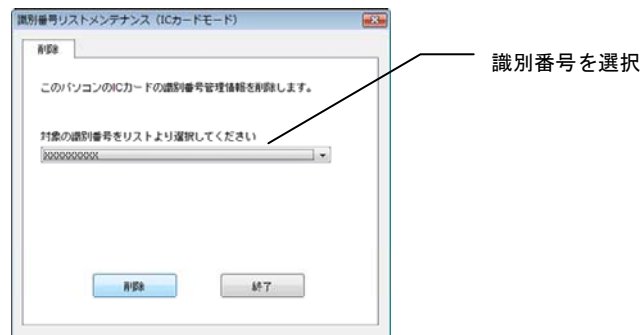 識別番号リストメンテナンス（ICカードモード）
削除
このパソコンのICカードの識別番号管理情報を削除します。
対象の識別番号をリストより選択してください
XXXXXXXXXX
削除
終了
識別番号を選択